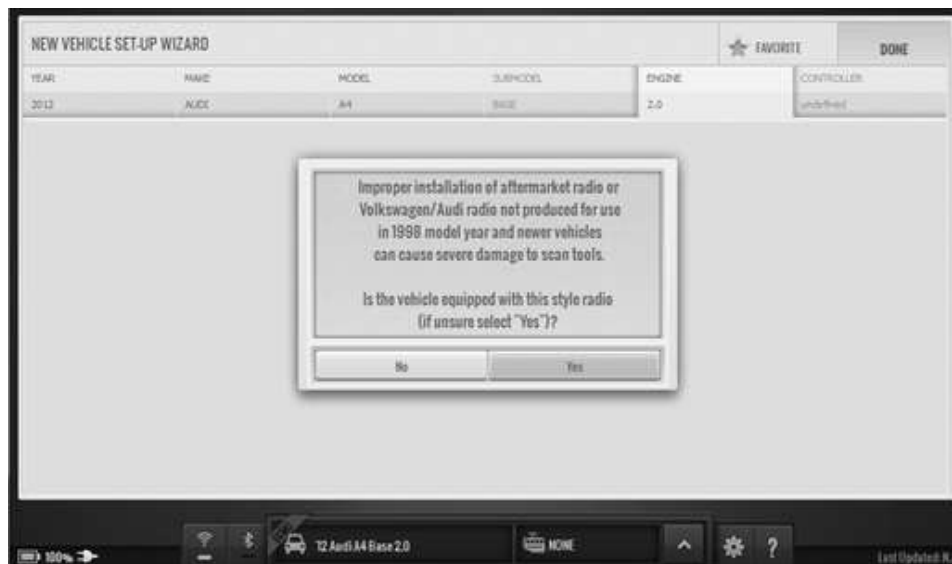 NEW VEHICLE SET-UP WIZARD
FAVORITE
DONE
YEAR MAKE MODEL SUBMODEL ENGINE CONTROLLER
2012 AUDI A4 BASE 2.0 undefined
Improper installation of aftermarket radio or
Volkswagen/Audi radio not produced for use
in 1998 model year and newer vehicles
can cause severe damage to scan tools.
Is the vehicle equipped with this style radio
(if unsure select "Yes")?
No Yes
100%
12 Audi A4 Base 2.0
NONE
?
Last Updated: N